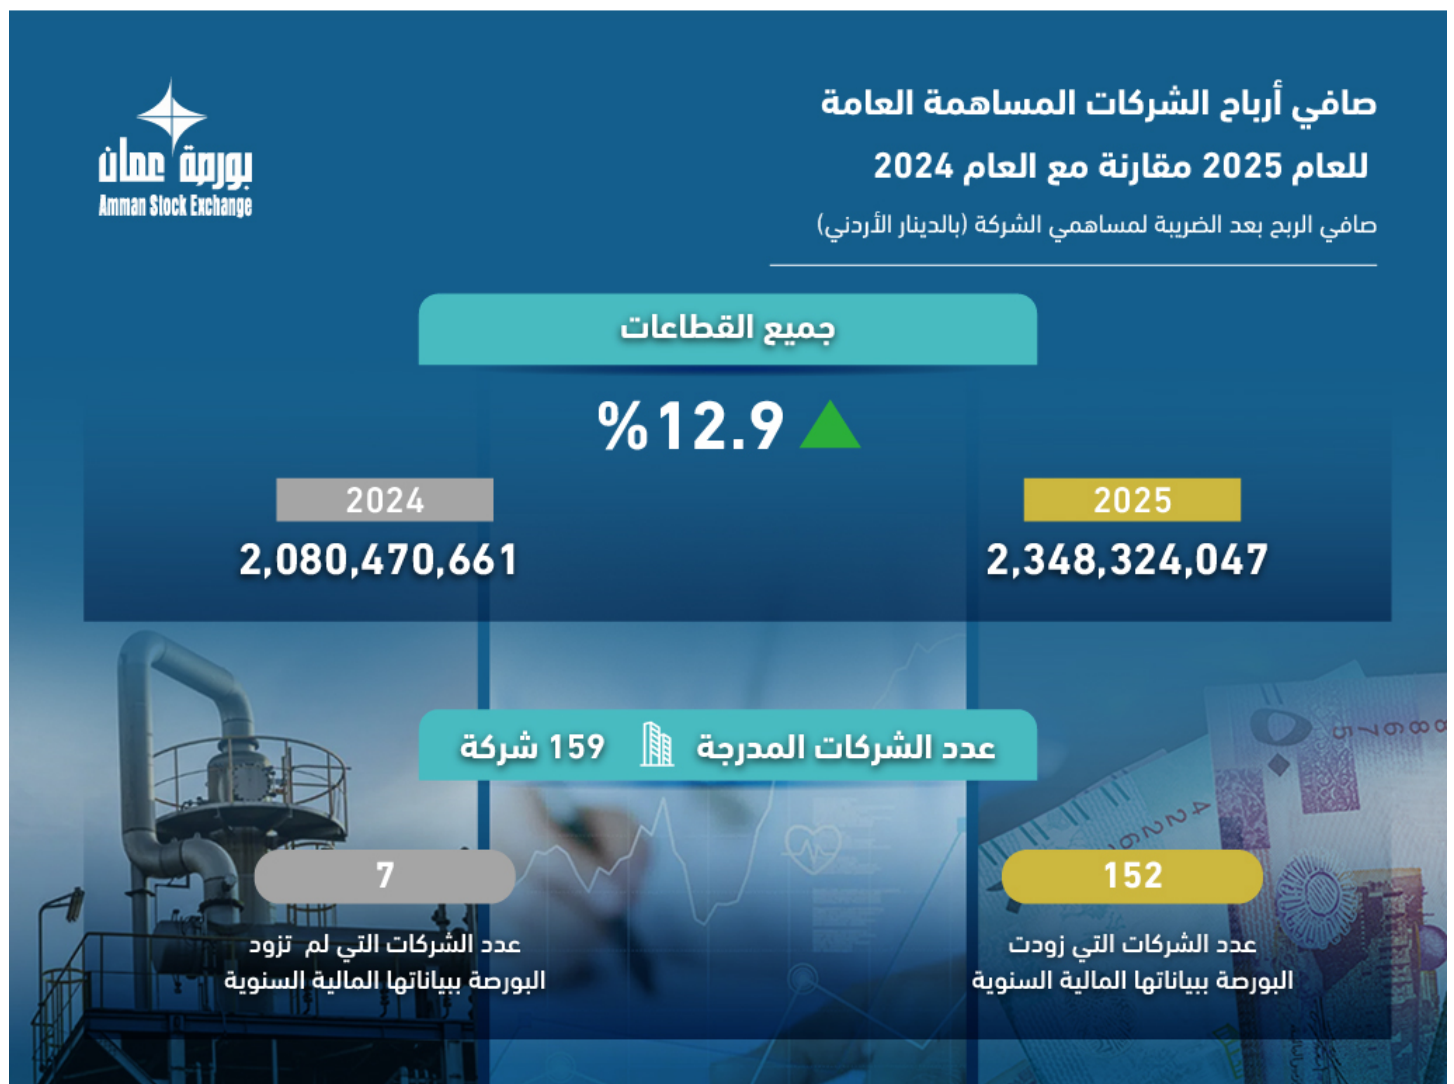 صافي أرباح الشركات المساهمة العامة
للعام 2025 مقارنة مع العام 2024
صافي الربح بعد الضريبة لمساهمي الشركة (بالدينار الأردني)
بورصة عمان
Amman Stock Exchange
جميع القطاعات
%12.9
2025
2,348,324,047
2024
2,080,470,661
عدد الشركات المدرجة 159 شركة
152
عدد الشركات التي زودت
البورصة ببياناتها المالية السنوية
7
عدد الشركات التي لم تزود
البورصة ببياناتها المالية السنوية